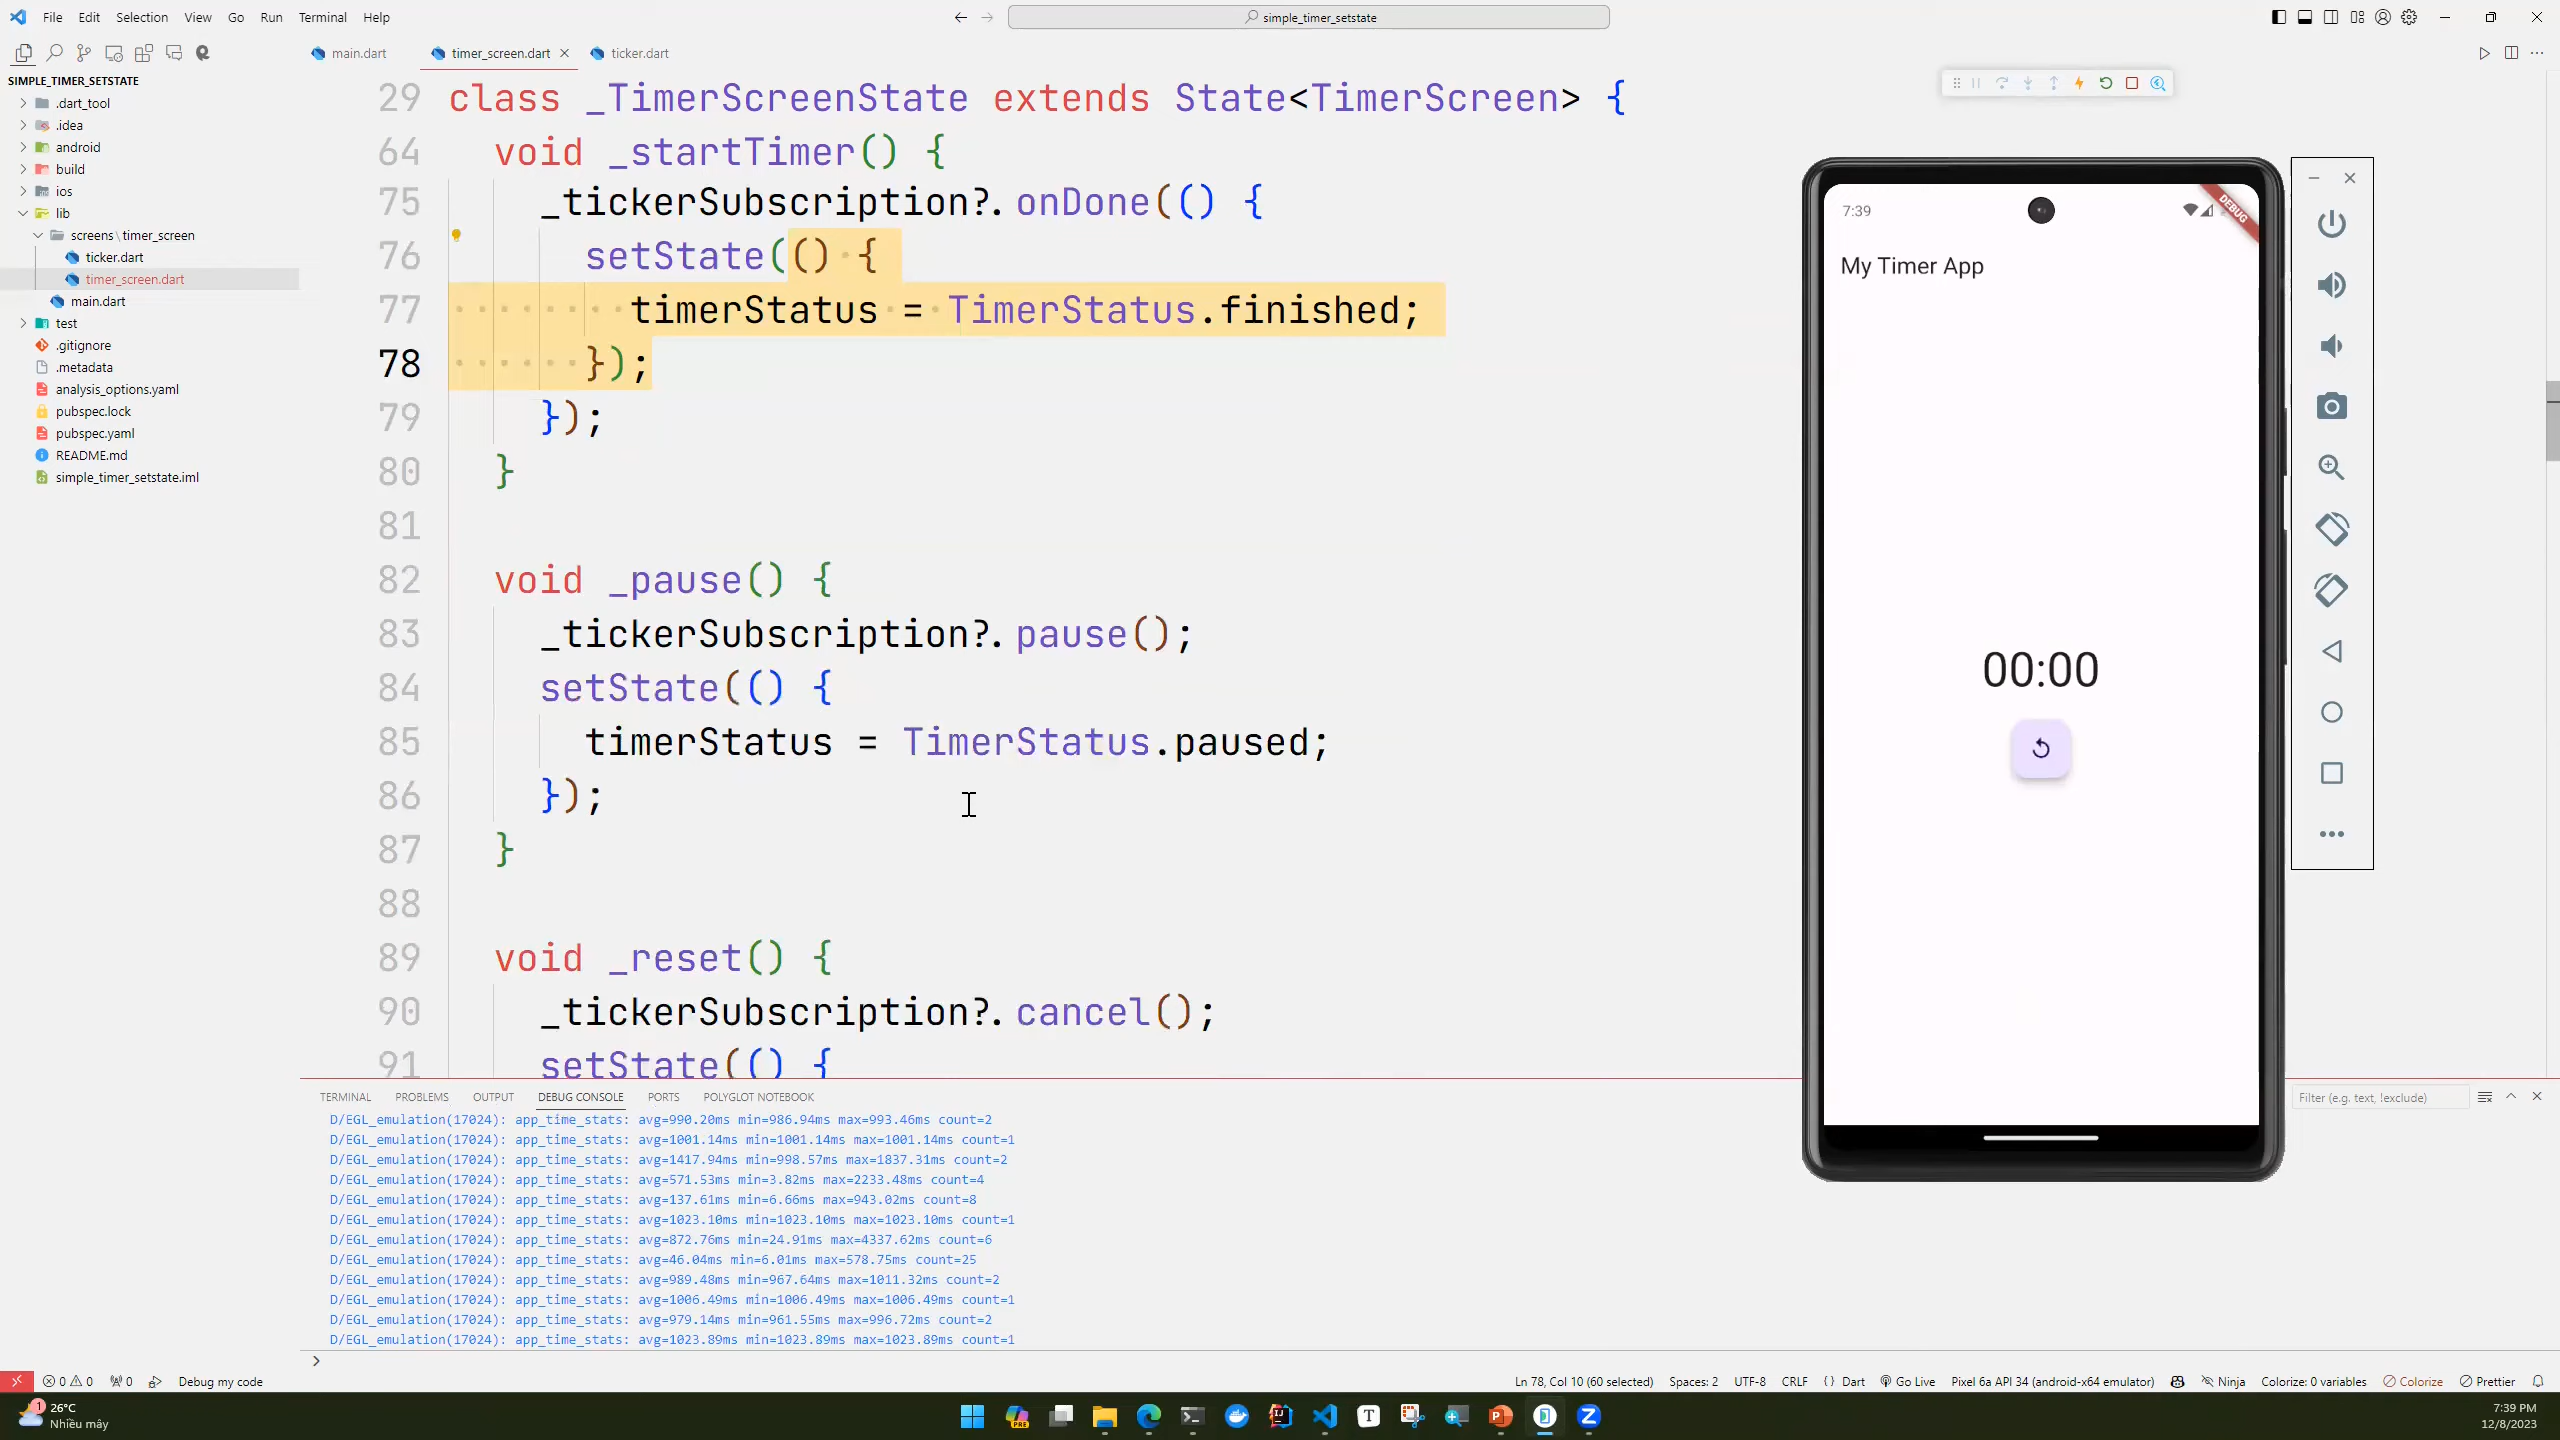 File Edit Selection View Go Run Terminal Help
simple_timer_setstate
SIMPLE_TIMER_SETSTATE
.dart_tool
.idea
android
build
ios
lib
screens \ timer_screen
ticker.dart
timer_screen.dart
main.dart
test
.gitignore
.metadata
analysis_options.yaml
pubspec.lock
pubspec.yaml
README.md
simple_timer_setstate.iml
main.dart timer_screen.dart ticker.dart
29 class _TimerScreenState extends State<TimerScreen> {
64 void _startTimer() {
75 _tickerSubscription?.onDone(() {
76 setState(() {
77 timerStatus = TimerStatus.finished;
78 });
79 });
80 }
81
82 void _pause() {
83 _tickerSubscription?.pause();
84 setState(() {
85 timerStatus = TimerStatus.paused;
86 });
87 }
88
89 void _reset() {
90 _tickerSubscription?.cancel();
91 setState(() {
7:39
DEBUG
My Timer App
00:00
TERMINAL PROBLEMS OUTPUT DEBUG CONSOLE PORTS POLYGLOT NOTEBOOK
Filter (e.g. text, !exclude)
D/EGL_emulation(17024): app_time_stats: avg=990.20ms min=986.94ms max=993.46ms count=2
D/EGL_emulation(17024): app_time_stats: avg=1001.14ms min=1001.14ms max=1001.14ms count=1
D/EGL_emulation(17024): app_time_stats: avg=1417.94ms min=998.57ms max=1837.31ms count=2
D/EGL_emulation(17024): app_time_stats: avg=571.53ms min=3.82ms max=2233.48ms count=4
D/EGL_emulation(17024): app_time_stats: avg=137.61ms min=6.66ms max=943.02ms count=8
D/EGL_emulation(17024): app_time_stats: avg=1023.10ms min=1023.10ms max=1023.10ms count=1
D/EGL_emulation(17024): app_time_stats: avg=872.76ms min=24.91ms max=4337.62ms count=6
D/EGL_emulation(17024): app_time_stats: avg=46.04ms min=6.01ms max=578.75ms count=25
D/EGL_emulation(17024): app_time_stats: avg=989.48ms min=967.64ms max=1011.32ms count=2
D/EGL_emulation(17024): app_time_stats: avg=1006.49ms min=1006.49ms max=1006.49ms count=1
D/EGL_emulation(17024): app_time_stats: avg=979.14ms min=961.55ms max=996.72ms count=2
D/EGL_emulation(17024): app_time_stats: avg=1023.89ms min=1023.89ms max=1023.89ms count=1
0 0 0 Debug my code Ln 78, Col 10 (60 selected) Spaces: 2 UTF-8 CRLF { } Dart Go Live Pixel 6a API 34 (android-x64 emulator) Ninja Colorize: 0 variables Colorize Prettier
1 26°C
Nhiều mây
7:39 PM
12/8/2023